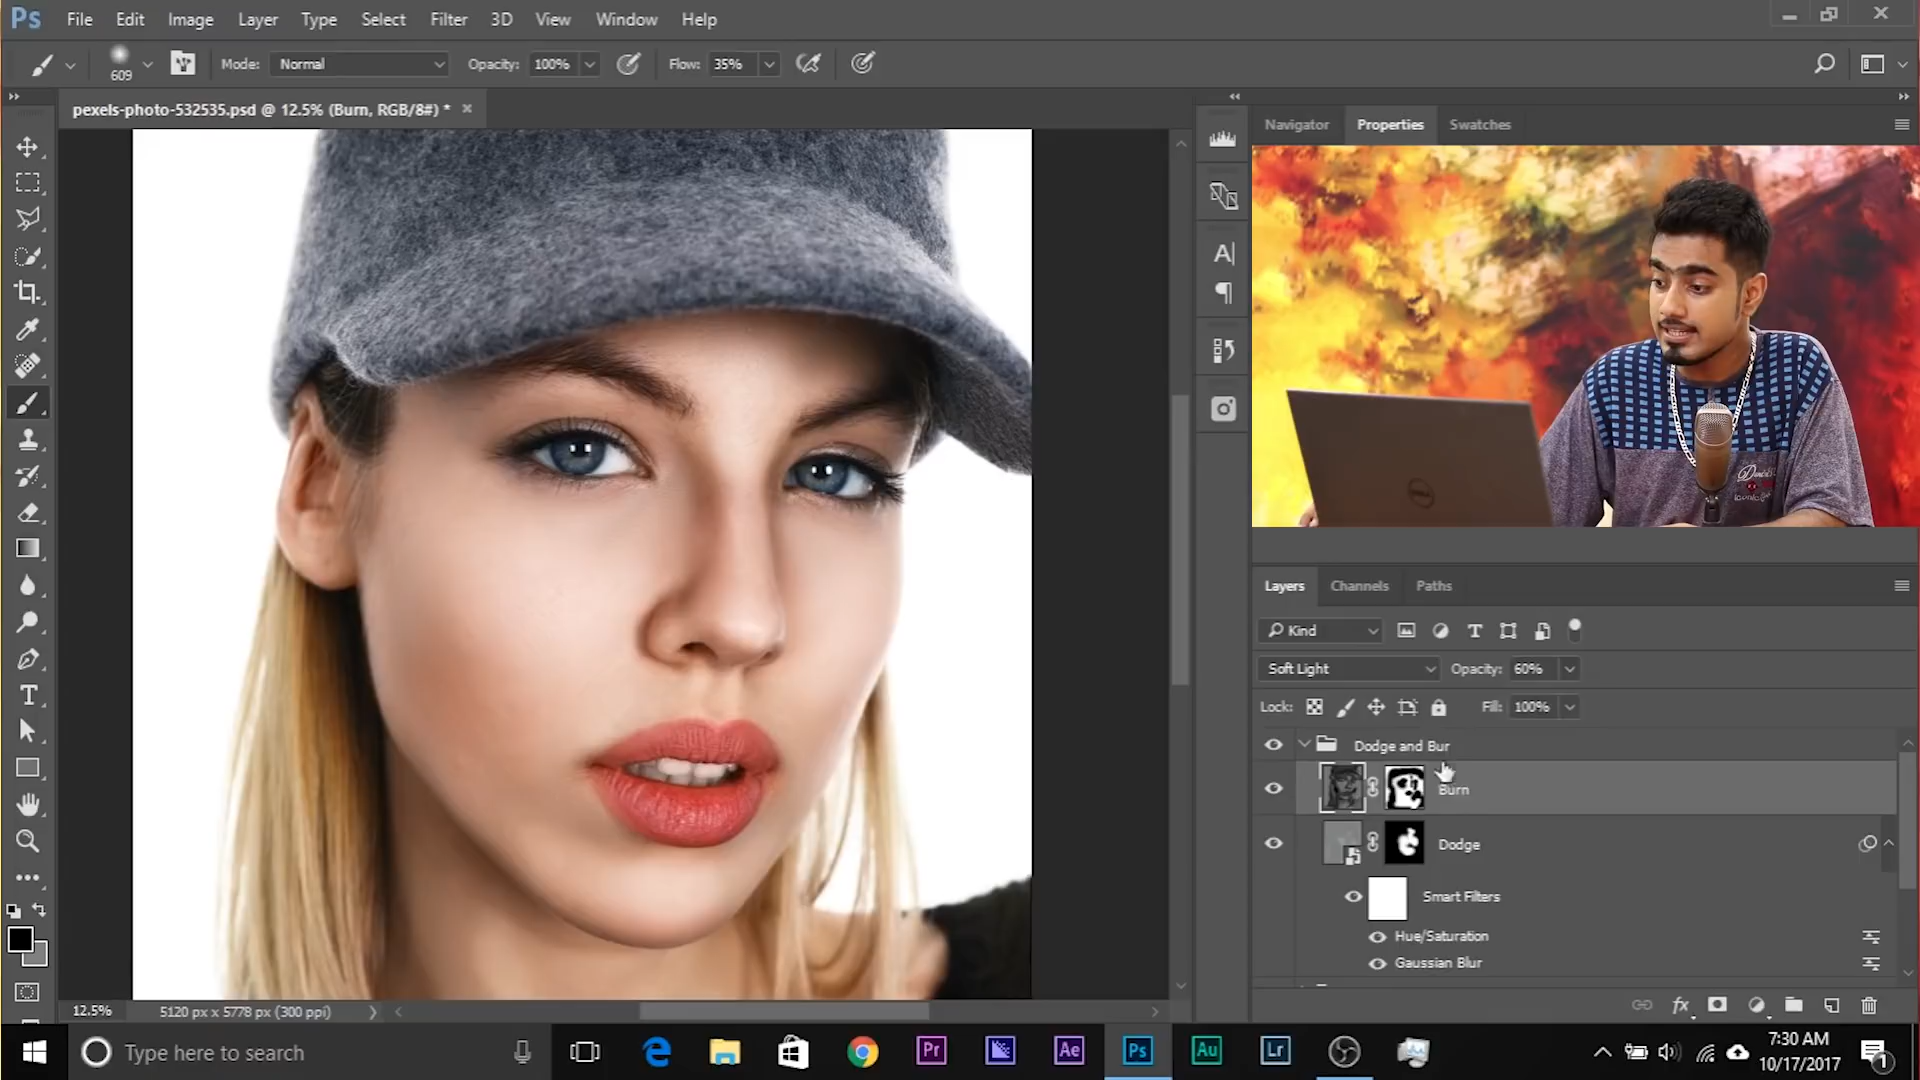 Ps File Edit Image Layer Type Select Filter 3D View Window Help
609 Mode: Normal Opacity: 100% Flow: 35%
pexels-photo-532535.psd @ 12.5% (Burn, RGB/8#) *
Navigator Properties Swatches
DELL
Layers Channels Paths
Kind
Soft Light Opacity: 60%
Lock: Fill: 100%
Dodge and Bur
Burn
Dodge
Smart Filters
Hue/Saturation
Gaussian Blur
12.5% 5120 px x 5778 px (300 ppi)
fx
Type here to search
Pr Ae Ps Au Lr
7:30 AM
10/17/2017
1